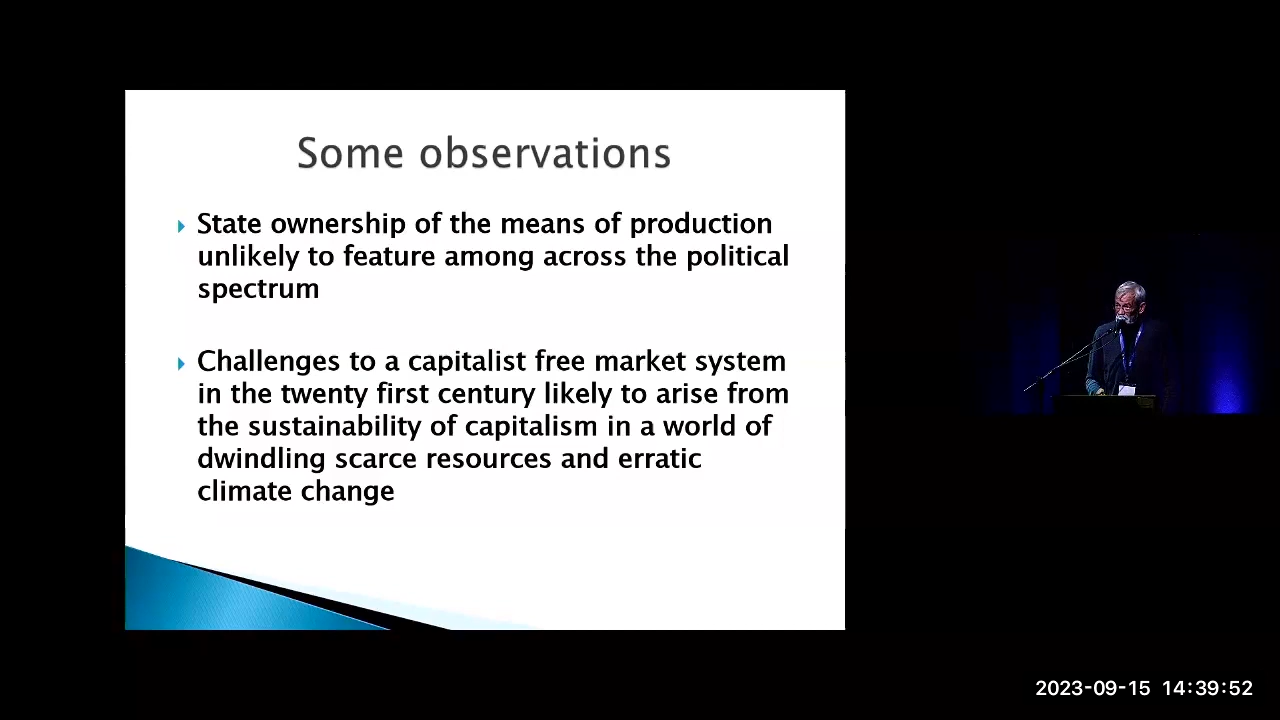 Some observations
State ownership of the means of production
unlikely to feature among across the political
spectrum
Challenges to a capitalist free market system
in the twenty first century likely to arise from
the sustainability of capitalism in a world of
dwindling scarce resources and erratic
climate change
2023-09-15 14:39:52